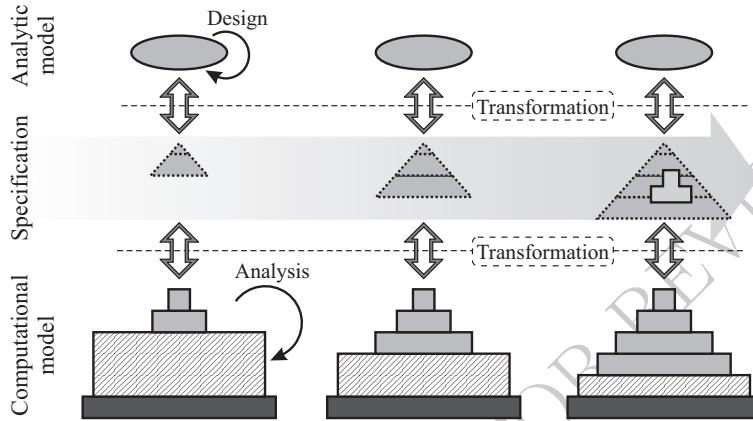 Analytic
model
Design
Transformation
Specification
Transformation
Computational
model
Analysis